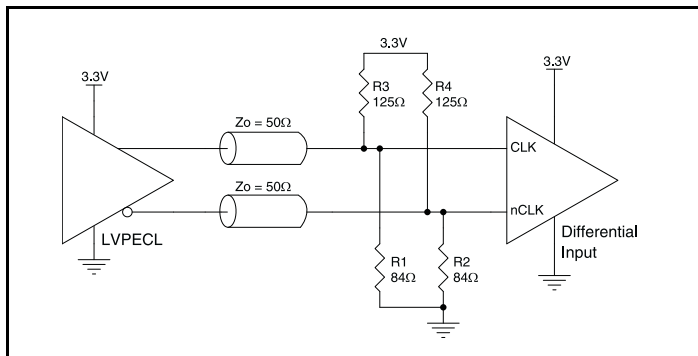 3.3V
3.3V
3.3V
R3
125Ω
R4
125Ω
Zo = 50Ω
CLK
Zo = 50Ω
nCLK
LVPECL
Differential
Input
R1
84Ω
R2
84Ω